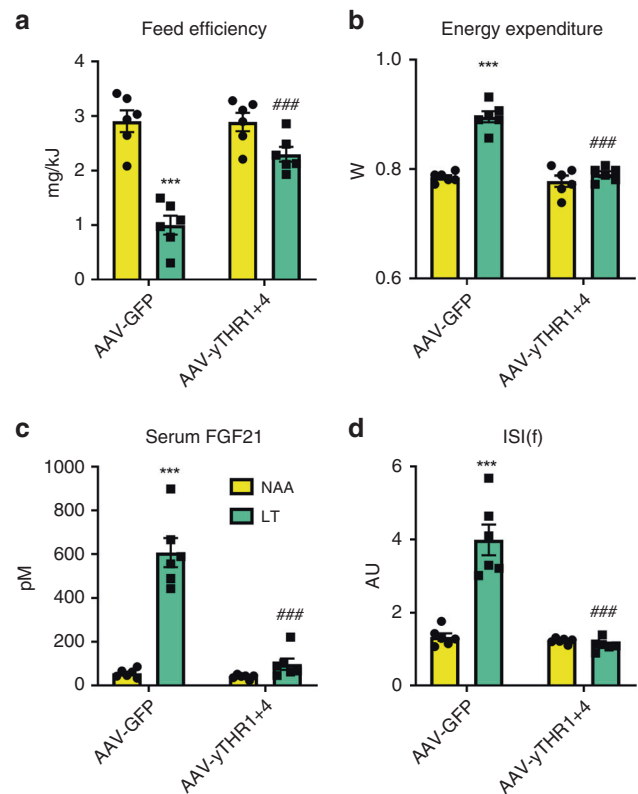 a
Feed efficiency
mg/kJ
4
3
2
1
0
***
###
AAV-GFP
AAV-yTHR1+4
b
Energy expenditure
W
1.0
0.8
0.6
***
###
AAV-GFP
AAV-yTHR1+4
c
Serum FGF21
pM
1000
800
600
400
200
0
***
###
NAA
LT
AAV-GFP
AAV-yTHR1+4
d
ISI(f)
AU
6
4
2
0
***
###
AAV-GFP
AAV-yTHR1+4